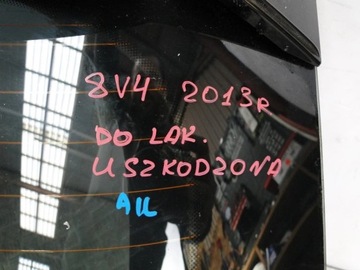 8V4 2013R
DO LAK.
USZKODZONA
AIL